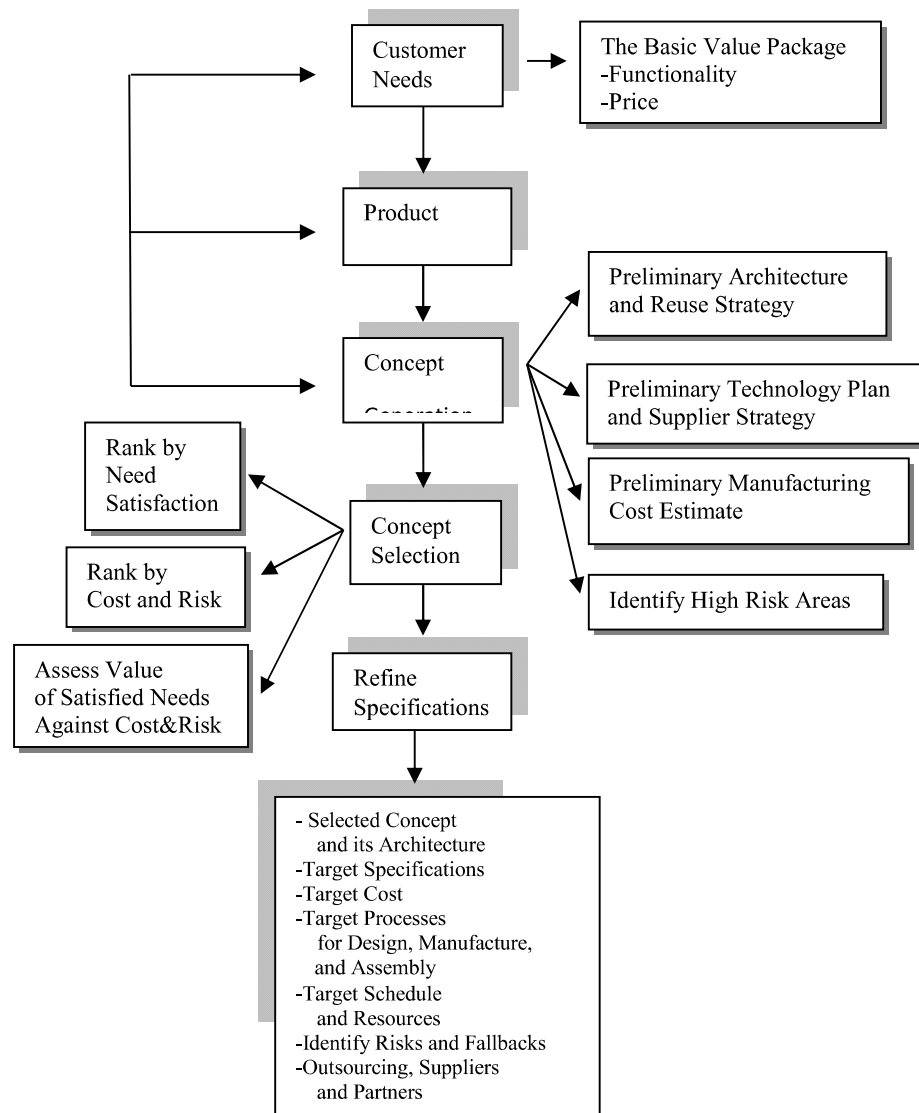 Customer
Needs
The Basic Value Package
-Functionality
-Price
Product
Concept
Preliminary Architecture
and Reuse Strategy
Preliminary Technology Plan
and Supplier Strategy
Preliminary Manufacturing
Cost Estimate
Identify High Risk Areas
Rank by
Need
Satisfaction
Rank by
Cost and Risk
Assess Value
of Satisfied Needs
Against Cost&Risk
Concept
Selection
Refine
Specifications
- Selected Concept
and its Architecture
-Target Specifications
-Target Cost
-Target Processes
for Design, Manufacture,
and Assembly
-Target Schedule
and Resources
-Identify Risks and Fallbacks
-Outsourcing, Suppliers
and Partners